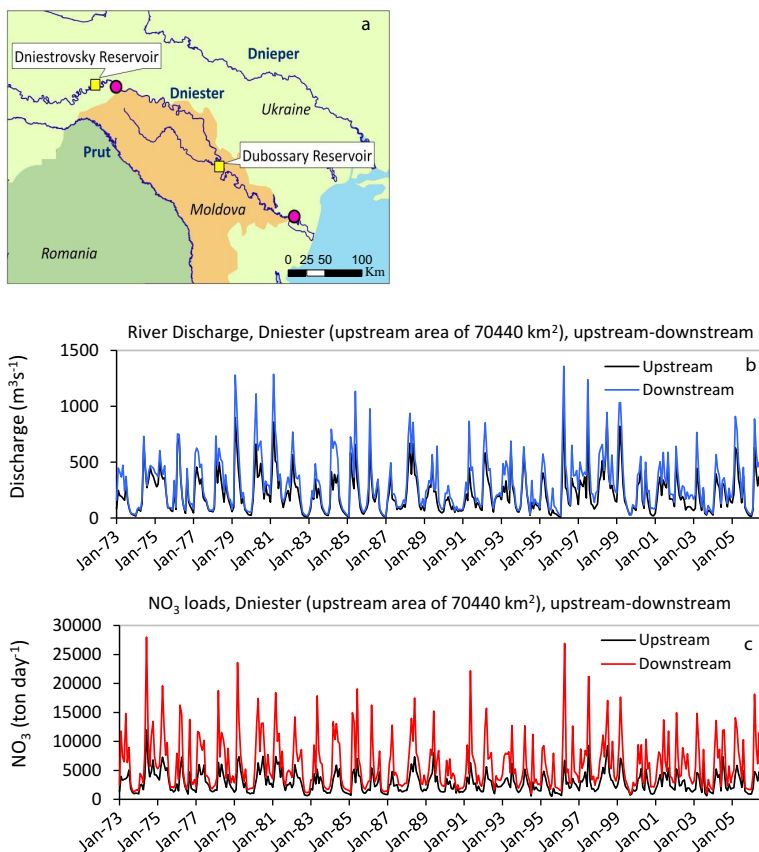 a
Dniestrovsky Reservoir
Dnieper
Dniester
Ukraine
Prut
Dubossary Reservoir
Moldova
Romania
0 25 50 100
Km
River Discharge, Dniester (upstream area of 70440 km²), upstream-downstream
b
Discharge (m³s⁻¹)
1500
1000
500
0
Upstream
Downstream
Jan-73 Jan-75 Jan-77 Jan-79 Jan-81 Jan-83 Jan-85 Jan-87 Jan-89 Jan-91 Jan-93 Jan-95 Jan-97 Jan-99 Jan-01 Jan-03 Jan-05
NO₃ loads, Dniester (upstream area of 70440 km²), upstream-downstream
c
NO₃ (ton day⁻¹)
30000
25000
20000
15000
10000
5000
0
Upstream
Downstream
Jan-73 Jan-75 Jan-77 Jan-79 Jan-81 Jan-83 Jan-85 Jan-87 Jan-89 Jan-91 Jan-93 Jan-95 Jan-97 Jan-99 Jan-01 Jan-03 Jan-05